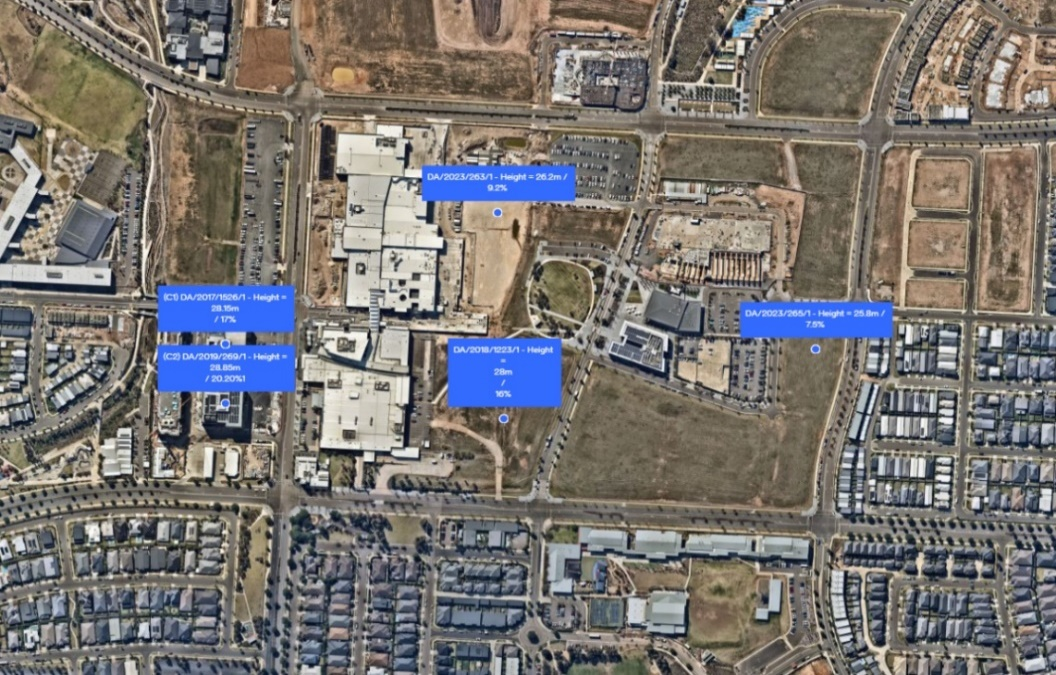 DA/2023/263/1 - Height = 26.2m /
9.2%
(C1) DA/2017/1526/1 - Height =
28.15m
/ 17%
DA/2023/265/1 - Height = 25.8m /
7.5%
(C2) DA/2019/269/1 - Height =
28.85m
/ 20.20%1
DA/2018/1223/1 - Height
=
28m
/
16%